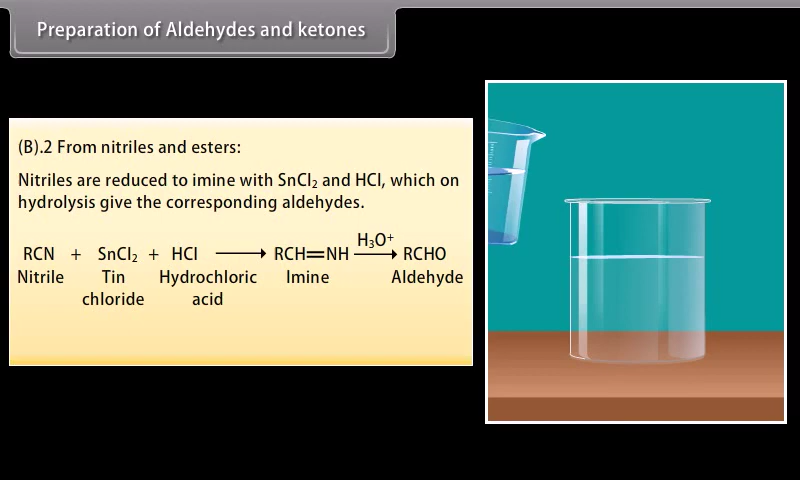 Preparation of Aldehydes and ketones
(B).2 From nitriles and esters:
Nitriles are reduced to imine with SnCl₂ and HCl, which on
hydrolysis give the corresponding aldehydes.
RCN + SnCl₂ + HCl ⟶ RCH=NH ⟶ H₃O⁺ RCHO
Nitrile Tin Hydrochloric Imine Aldehyde
chloride acid